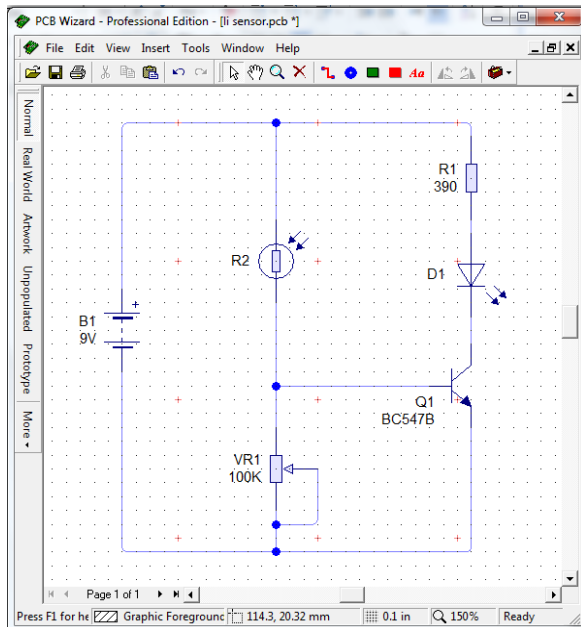 PCB Wizard - Professional Edition - [li sensor.pcb *]
File Edit View Insert Tools Window Help
Aa
Normal
Real World
Artwork
Unpopulated
Prototype
More
R1
390
R2
D1
+
B1
9V
Q1
BC547B
VR1
100K
Page 1 of 1
Press F1 for he Graphic Foregrounc 114.3, 20.32 mm 0.1 in 150% Ready